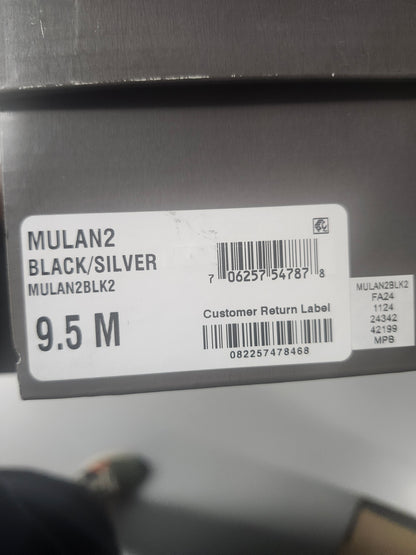 MULAN2
BLACK/SILVER
MULAN2BLK2
9.5 M
7 06257 54787 8
Customer Return Label
082257478468
MULAN2BLK2
FA24
1124
24342
42199
MPB